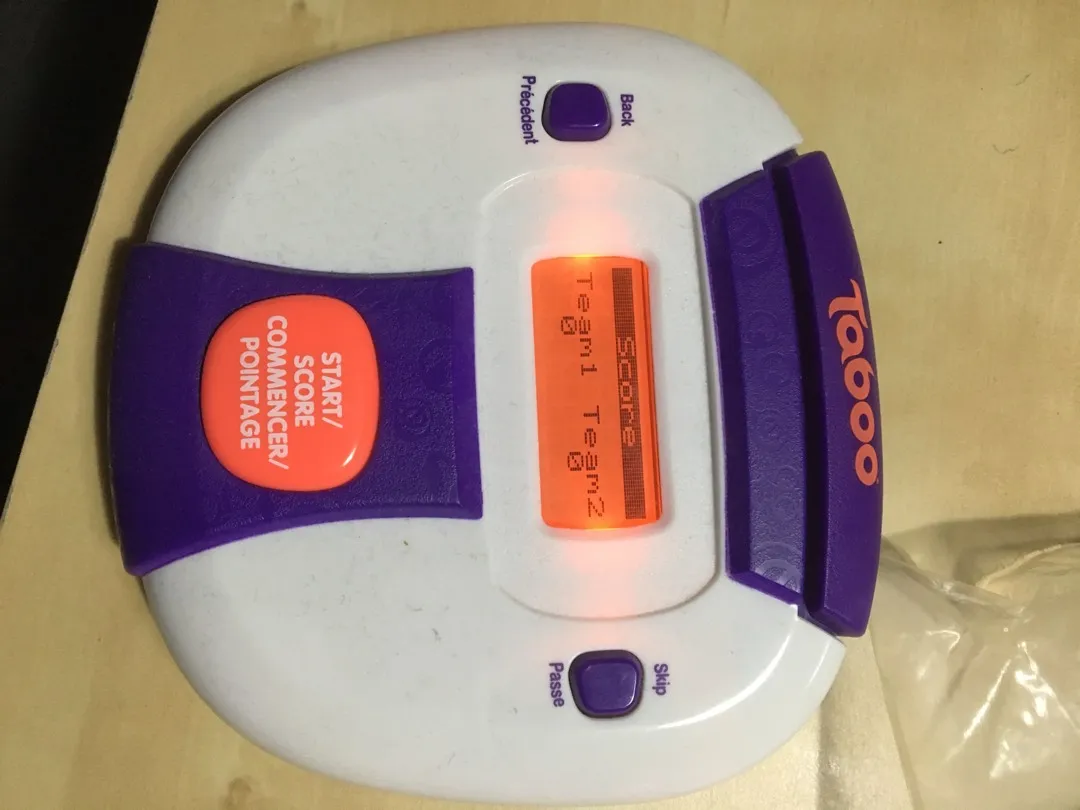 Taboo
Back
Précédent
Score
Team1 Team2
0 0
Skip
Passe
START/
SCORE
COMMENCER/
POINTAGE